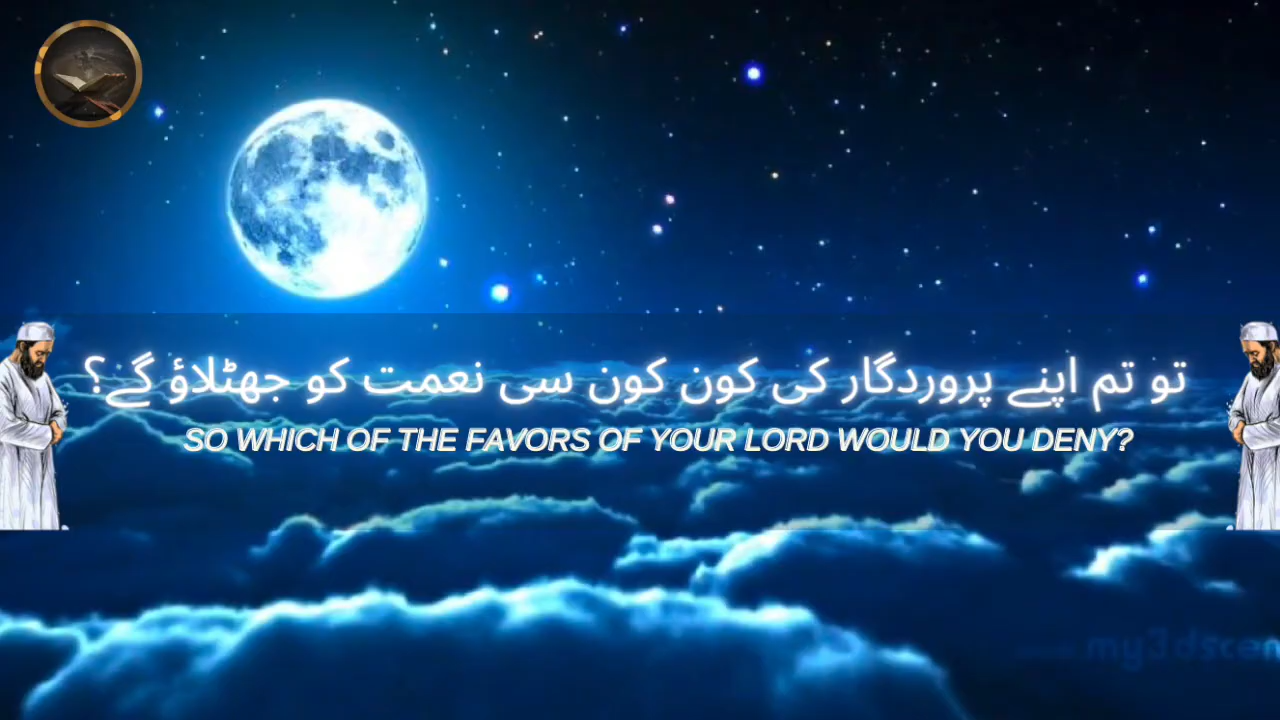 تو تم اپنے پروردگار کی کون کون سی نعمت کو جھٹلاؤ گے؟
SO WHICH OF THE FAVORS OF YOUR LORD WOULD YOU DENY?
my3dscen